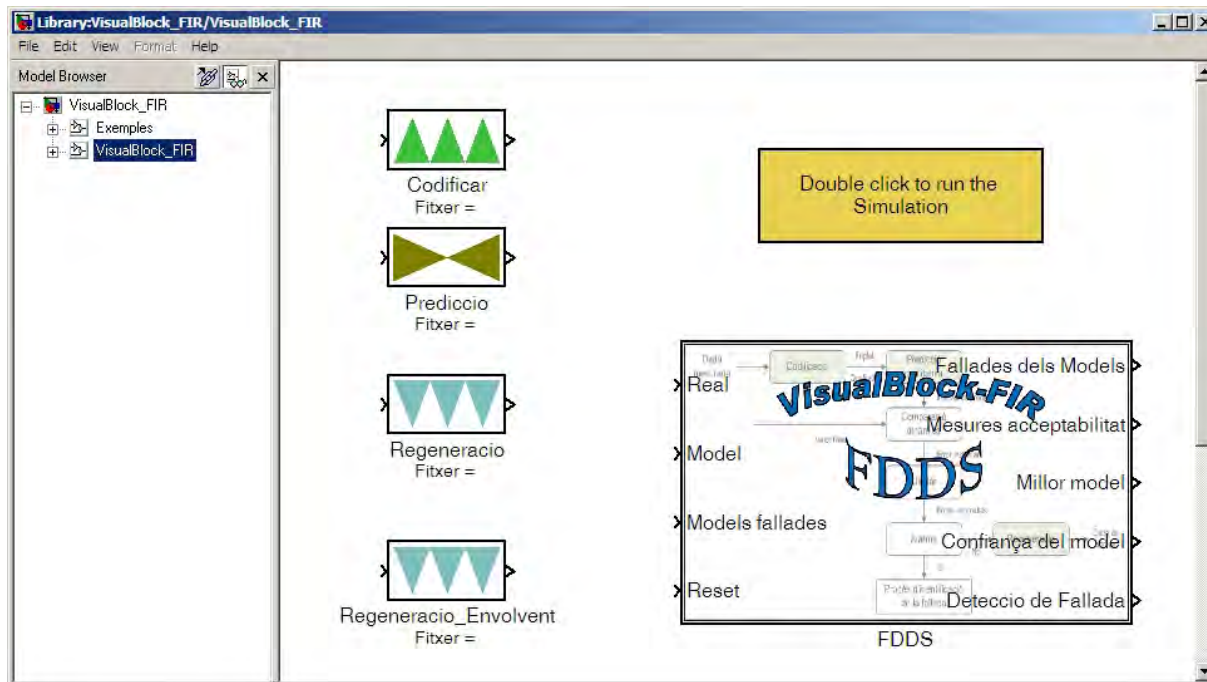 Library:VisualBlock_FIR/VisualBlock_FIR
File Edit View Format Help
Model Browser
VisualBlock_FIR
Exemples
VisualBlock_FIR
Codificar
Fitxer =
Prediccio
Fitxer =
Regeneracio
Fitxer =
Regeneracio_Envolvent
Fitxer =
Double click to run the
Simulation
Real
Model
Models fallades
Reset
VisualBlock-FIR
FDDS
Fallades dels Models
Mesures acceptabilitat
Millor model
Confrança del model
Deteccio de Fallada
FDDS